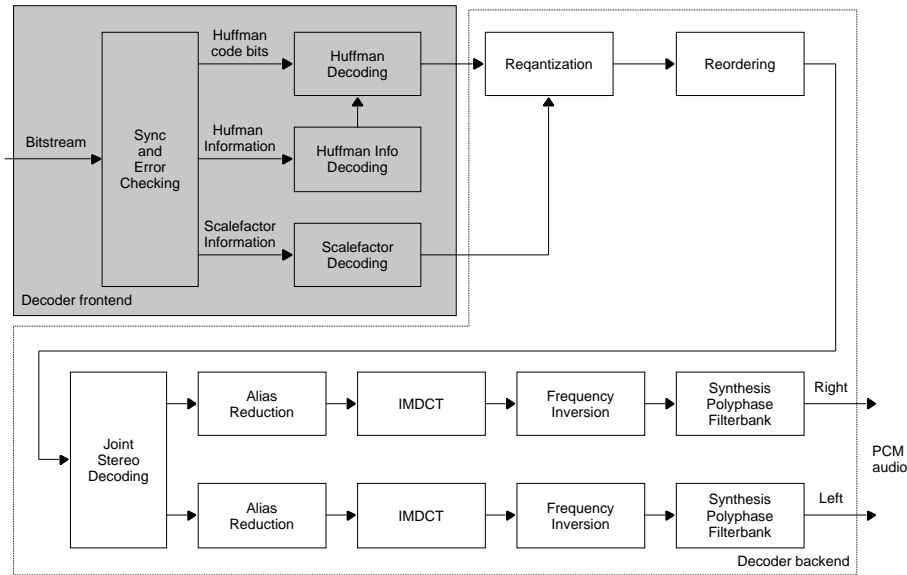 Huffman
code bits
Huffman
Decoding
Reqantization
Reordering
Bitstream
Sync
and
Error
Checking
Hufman
Information
Huffman Info
Decoding
Scalefactor
Information
Scalefactor
Decoding
Decoder frontend
Joint
Stereo
Decoding
Alias
Reduction
IMDCT
Frequency
Inversion
Synthesis
Polyphase
Filterbank
Right
PCM
audio
Alias
Reduction
IMDCT
Frequency
Inversion
Synthesis
Polyphase
Filterbank
Left
Decoder backend